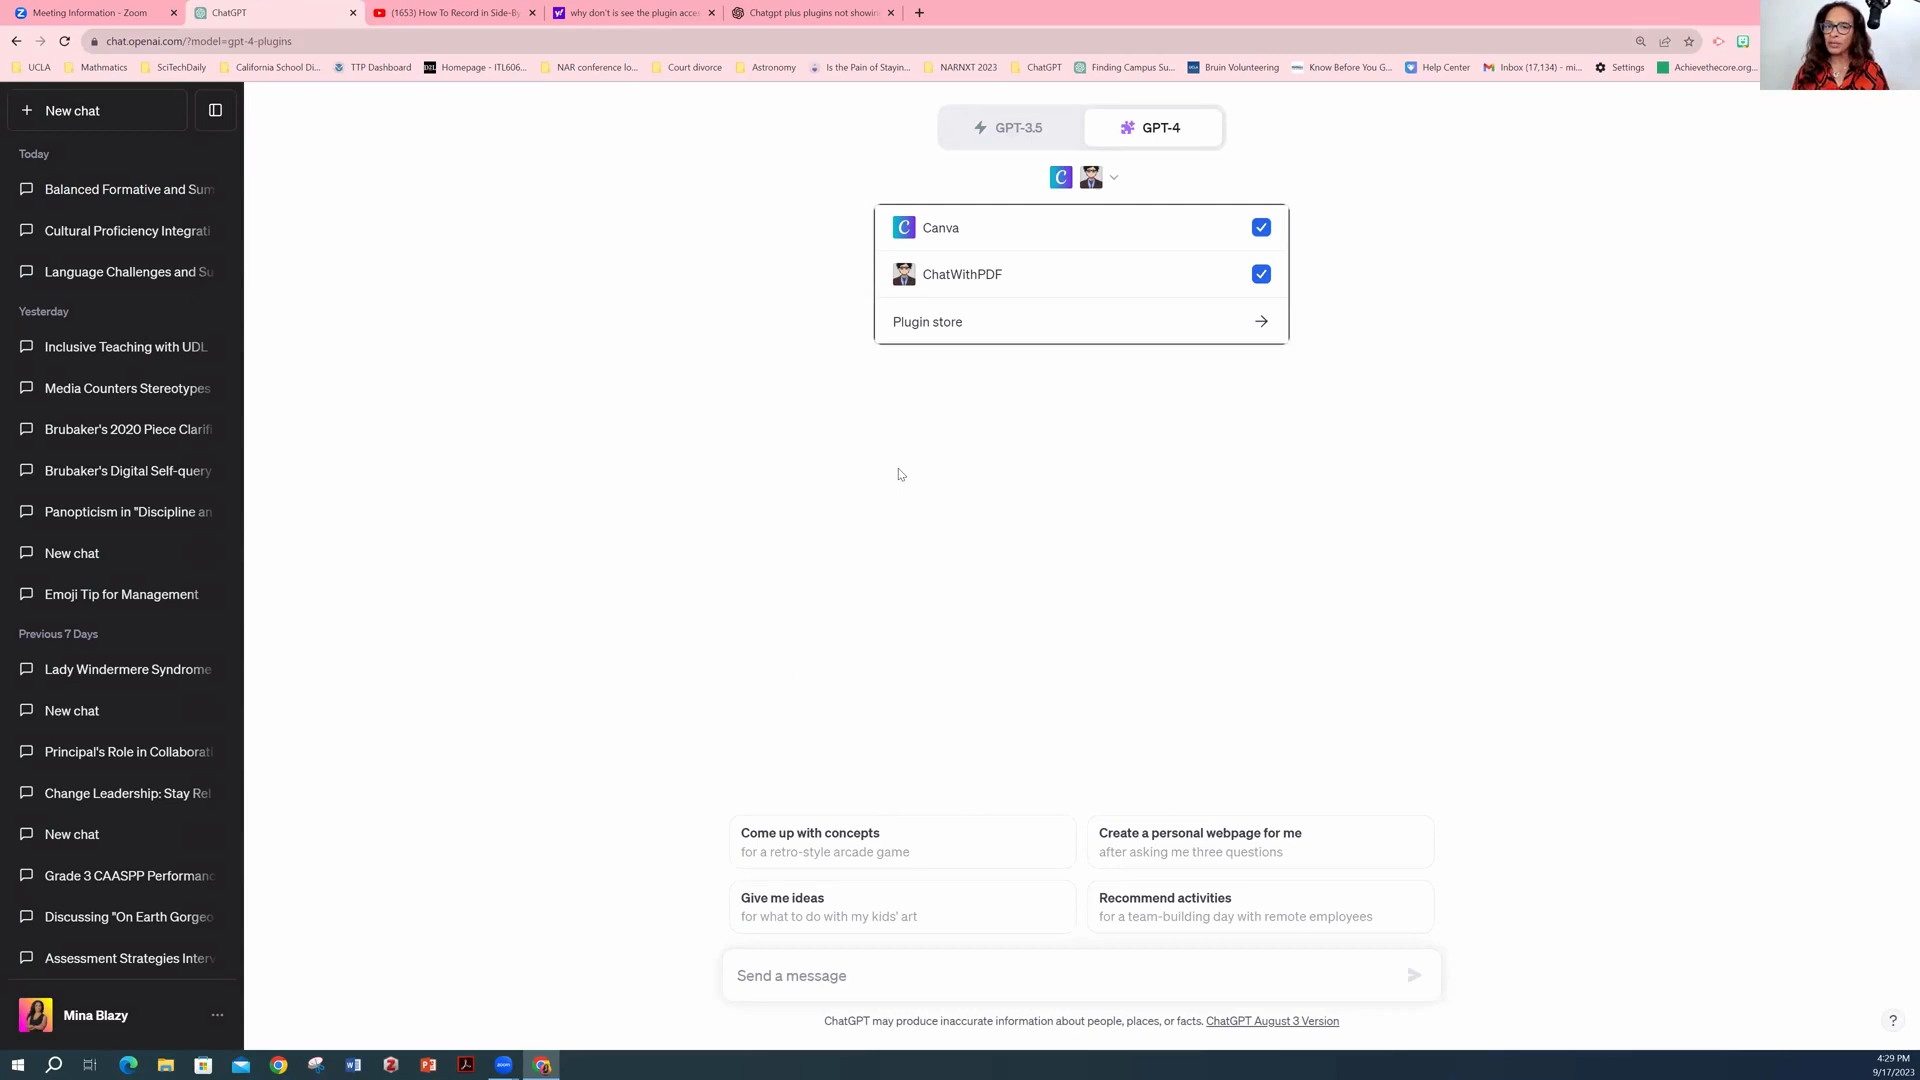 Meeting Information - Zoom
ChatGPT
(1653) How To Record in Side-By
why don't is see the plugin acce
Chatgpt plus plugins not showin
chat.openai.com/?model=gpt-4-plugins
UCLA
Mathmatics
SciTechDaily
California School Di...
TTP Dashboard
D2L
Homepage - ITL606...
NAR conference lo...
Court divorce
Astronomy
Is the Pain of Stayin...
NARNXT 2023
ChatGPT
Finding Campus Su...
Bruin Volunteering
Know Before You G...
Help Center
Inbox (17,134) - mi...
Settings
Achievethecore.org...
New chat
Today
Balanced Formative and Sum
Cultural Proficiency Integrati
Language Challenges and Su
Yesterday
Inclusive Teaching with UDL
Media Counters Stereotypes
Brubaker's 2020 Piece Clarifi
Brubaker's Digital Self-query
Panopticism in "Discipline an
New chat
Emoji Tip for Management
Previous 7 Days
Lady Windermere Syndrome
New chat
Principal's Role in Collaborati
Change Leadership: Stay Rel
New chat
Grade 3 CAASPP Performanc
Discussing "On Earth Gorgeo
Assessment Strategies Interv
Mina Blazy
GPT-3.5
GPT-4
Canva
ChatWithPDF
Plugin store
Come up with concepts
for a retro-style arcade game
Create a personal webpage for me
after asking me three questions
Give me ideas
for what to do with my kids' art
Recommend activities
for a team-building day with remote employees
Send a message
ChatGPT may produce inaccurate information about people, places, or facts. ChatGPT August 3 Version
?
4:29 PM
9/17/2023